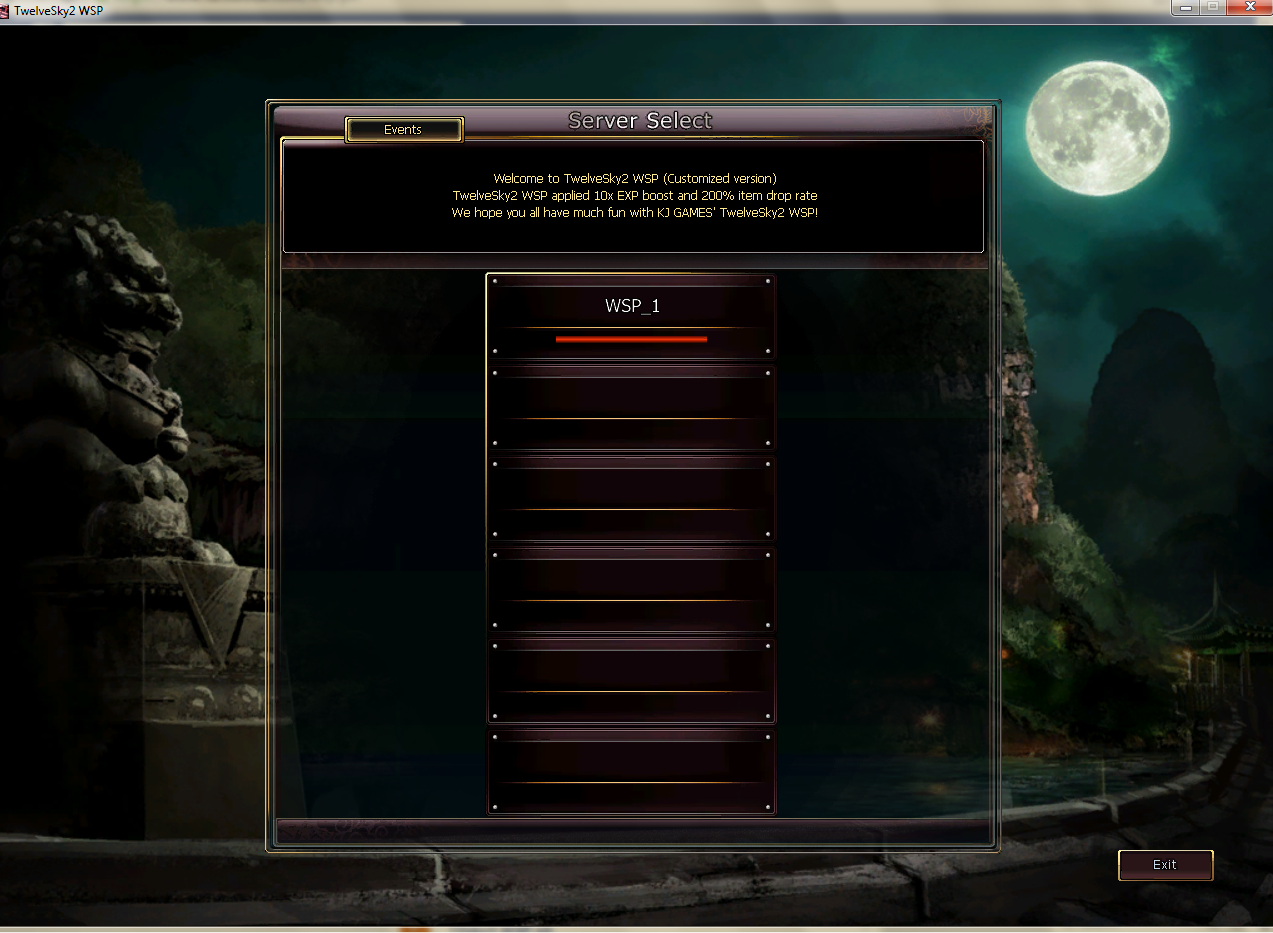 TwelveSky2 WSP
Server Select
Events
Welcome to TwelveSky2 WSP (Customized version)
TwelveSky2 WSP applied 10x EXP boost and 200% item drop rate
We hope you all have much fun with KJ GAMES' TwelveSky2 WSP!
WSP_1
Exit